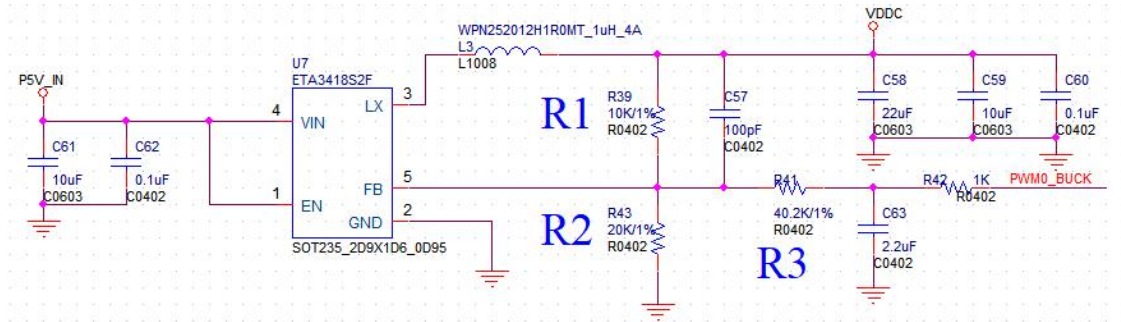 VDDC
WPN252012H1R0MT_1uH_4A
L3
L1008
U7
ETA3418S2F
P5V_IN
4
VIN
LX
3
R1
R39
10K/1%
R0402
C57
100pF
C0402
C58
22uF
C0603
C59
10uF
C0603
C60
0.1uF
C0402
C61
10uF
C0603
C62
0.1uF
C0402
1
EN
FB
5
GND
2
SOT235_2D9X1D6_0D95
R2
R43
20K/1%
R0402
R41
40.2K/1%
R0402
R3
C63
2.2uF
C0402
R42
1K
R0402
PWM0_BUCK